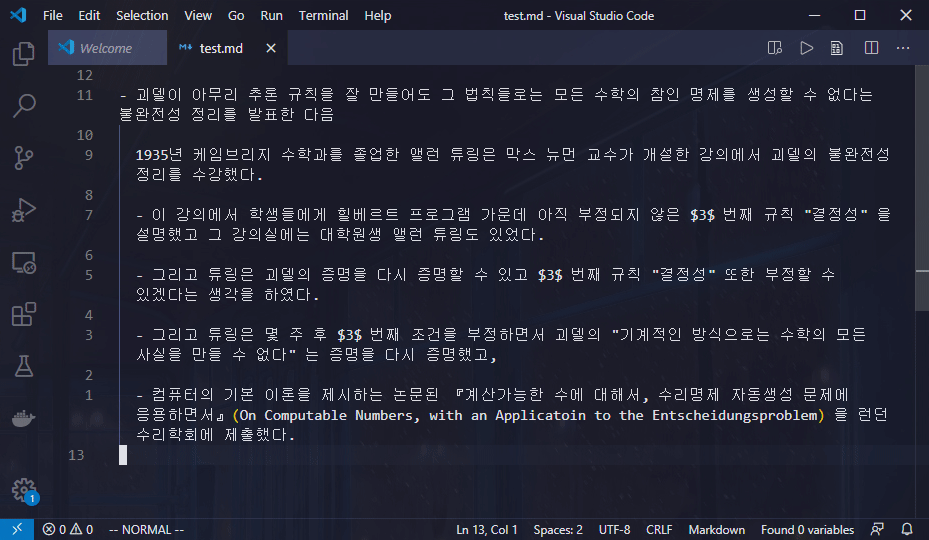 File Edit Selection View Go Run Terminal Help test.md - Visual Studio Code
Welcome test.md
12
11 - 괴델이 아무리 추론 규칙을 잘 만들어도 그 법칙들로는 모든 수학의 참인 명제를 생성할 수 없다는
불완전성 정리를 발표한 다음
10
9 1935년 케임브리지 수학과를 졸업한 앨런 튜링은 막스 뉴먼 교수가 개설한 강의에서 괴델의 불완전성
정리를 수강했다.
8
7 - 이 강의에서 학생들에게 힐베르트 프로그램 가운데 아직 부정되지 않은 $3$ 번째 규칙 "결정성" 을
설명했고 그 강의실에는 대학원생 앨런 튜링도 있었다.
6
5 - 그리고 튜링은 괴델의 증명을 다시 증명할 수 있고 $3$ 번째 규칙 "결정성" 또한 부정할 수
있겠다는 생각을 하였다.
4
3 - 그리고 튜링은 몇 주 후 $3$ 번째 조건을 부정하면서 괴델의 "기계적인 방식으로는 수학의 모든
사실을 만들 수 없다" 는 증명을 다시 증명했고,
2
1 - 컴퓨터의 기본 이론을 제시하는 논문된 『계산가능한 수에 대해서, 수리명제 자동생성 문제에
응용하면서』(On Computable Numbers, with an Applicatoin to the Entscheidungsproblem) 을 런던
수리학회에 제출했다.
13
1
0 0 -- NORMAL -- Ln 13, Col 1 Spaces: 2 UTF-8 CRLF Markdown Found 0 variables